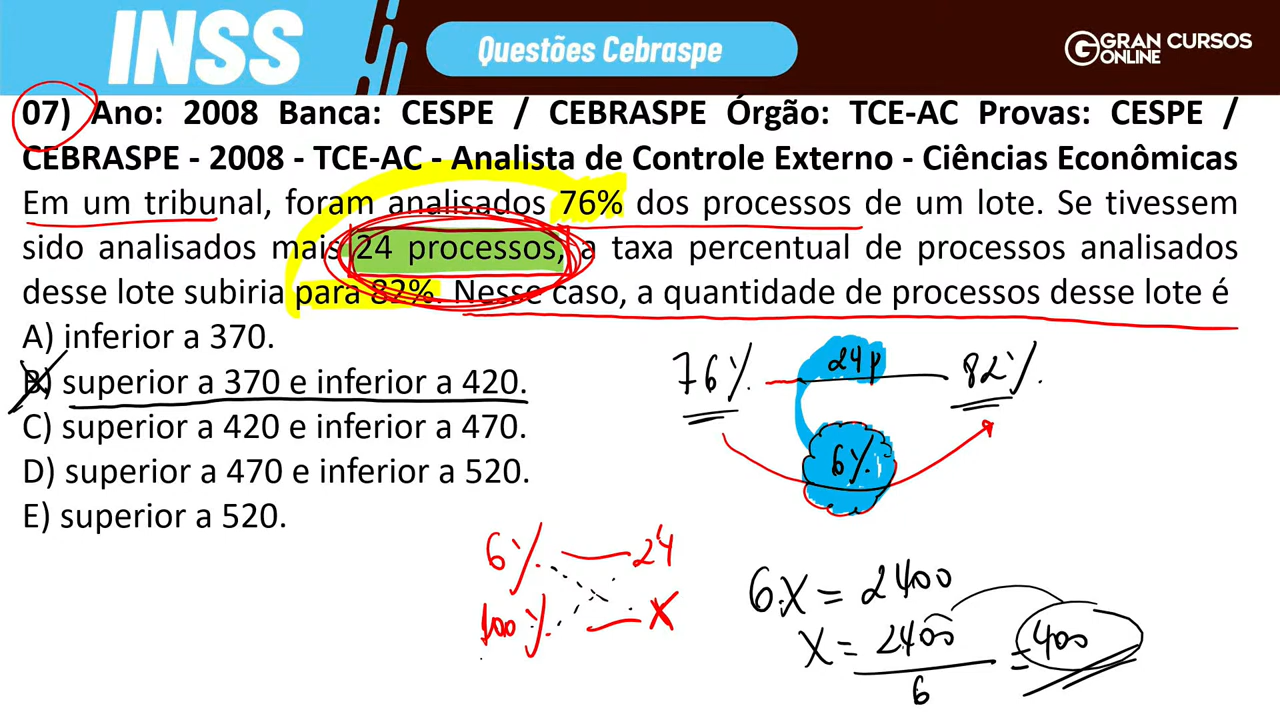 INSS
Questões Cebraspe
GRAN CURSOS
ONLINE
07) Ano: 2008 Banca: CESPE / CEBRASPE Órgão: TCE-AC Provas: CESPE /
CEBRASPE - 2008 - TCE-AC - Analista de Controle Externo - Ciências Econômicas
Em um tribunal, foram analisados 76% dos processos de um lote. Se tivessem
sido analisados mais 24 processos, a taxa percentual de processos analisados
desse lote subiria para 82%. Nesse caso, a quantidade de processos desse lote é
A) inferior a 370.
B) superior a 370 e inferior a 420.
C) superior a 420 e inferior a 470.
D) superior a 470 e inferior a 520.
E) superior a 520.
76% 24p 82%.
6%
6% 24
100% X
6.X = 2400
X = 2400 = 400
6